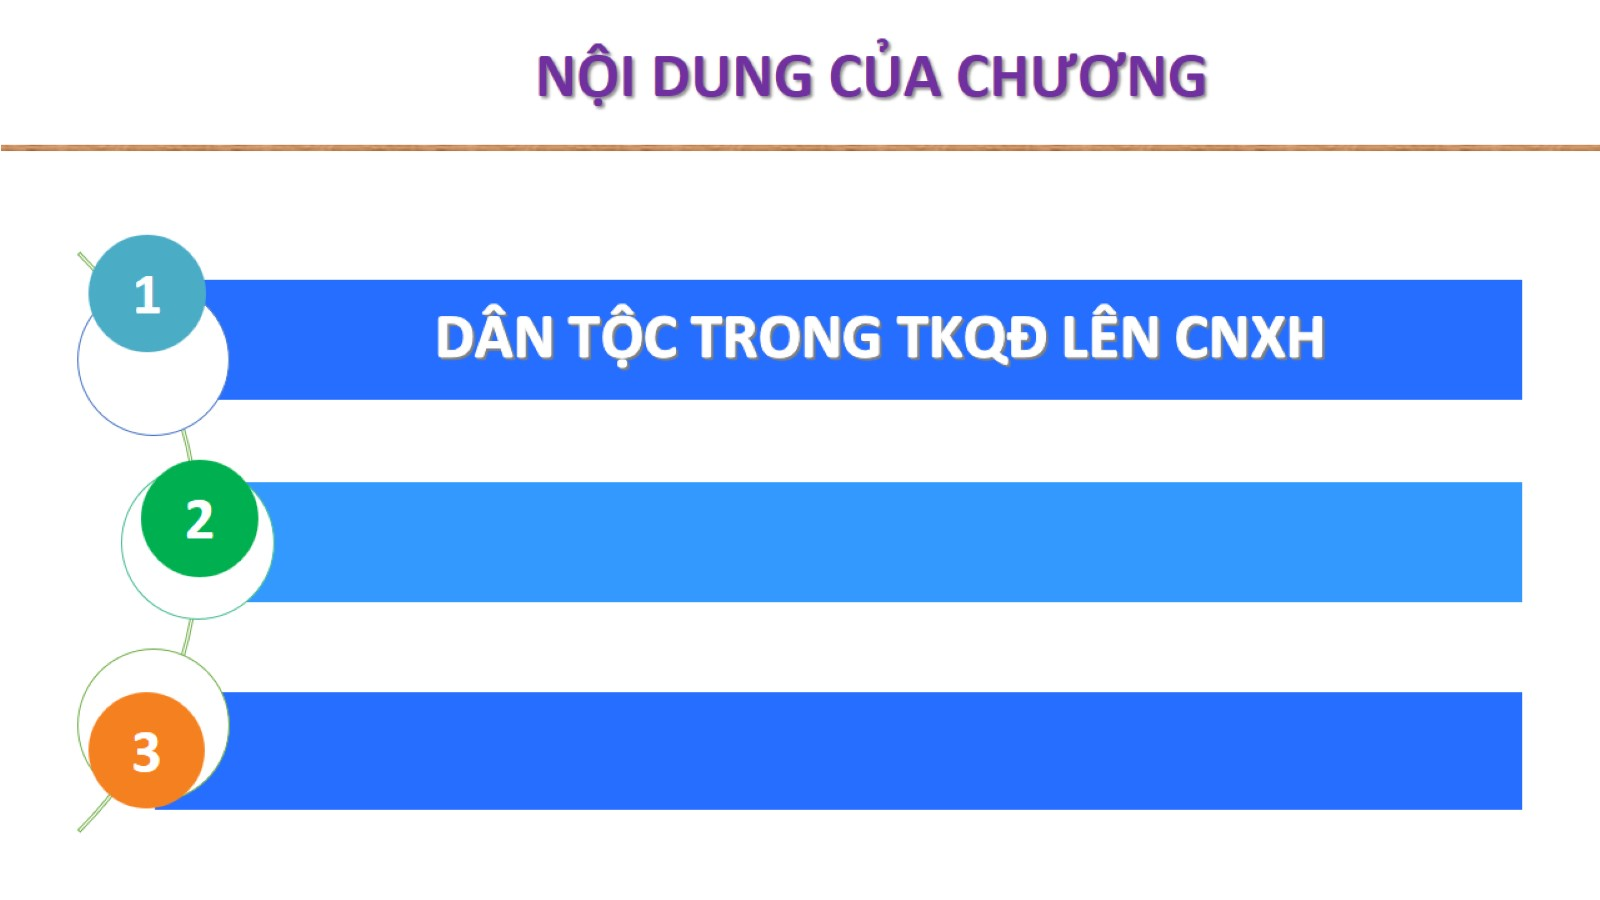 NỘI DUNG CỦA CHƯƠNG
1
DÂN TỘC TRONG TKQĐ LÊN CNXH
2
3